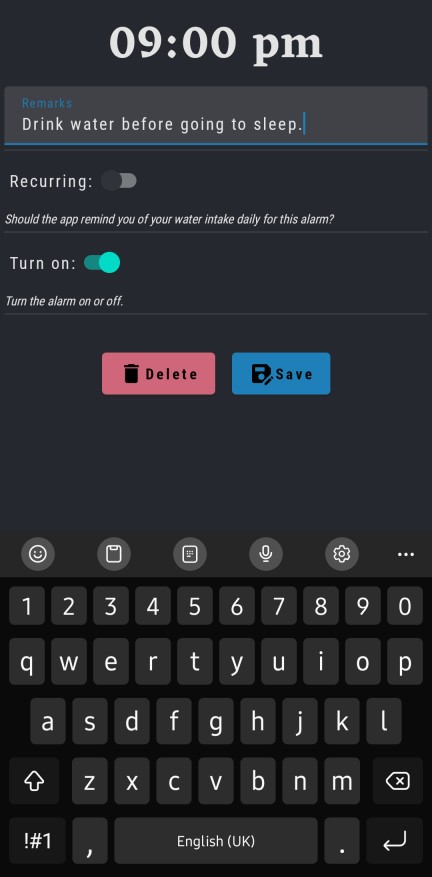 09:00 pm
Remarks
Drink water before going to sleep.
Recurring:
Should the app remind you of your water intake daily for this alarm?
Turn on:
Turn the alarm on or off.
Delete Save
1 2 3 4 5 6 7 8 9 0
q w e r t y u i o p
a s d f g h j k l
z x c v b n m
!#1 , English (UK) .